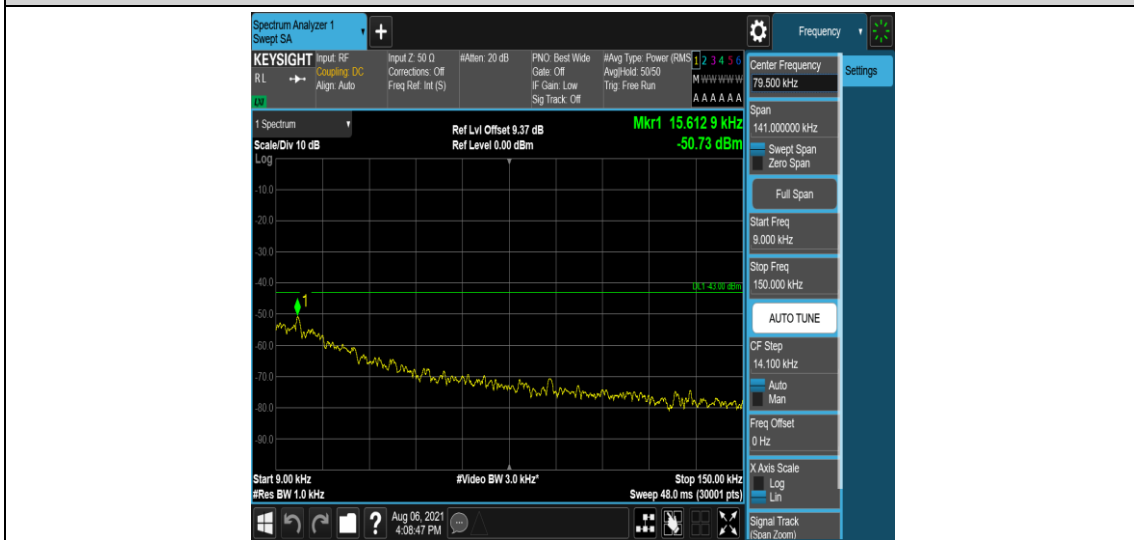 Spectrum Analyzer 1
Swept SA
+
Frequency
KEYSIGHT
RL
LXI
Input: RF
Coupling: DC
Align: Auto
Input Z: 50 Ω
Corrections: Off
Freq Ref: Int (S)
#Atten: 20 dB
PNO: Best Wide
Gate: Off
IF Gain: Low
Sig Track: Off
#Avg Type: Power (RMS
Avg|Hold: 50/50
Trig: Free Run
1 2 3 4 5 6
M W W W W W
A A A A A A
Center Frequency
79.500 kHz
Settings
1 Spectrum
Scale/Div 10 dB
Ref Lvl Offset 9.37 dB
Ref Level 0.00 dBm
Mkr1 15.612 9 kHz
-50.73 dBm
Log
-10.0
-20.0
-30.0
-40.0
-50.0
-60.0
-70.0
-80.0
-90.0
DL1 -43.00 dBm
1
Start 9.00 kHz
#Res BW 1.0 kHz
#Video BW 3.0 kHz*
Stop 150.00 kHz
Sweep 48.0 ms (30001 pts)
Span
141.000000 kHz
Swept Span
Zero Span
Full Span
Start Freq
9.000 kHz
Stop Freq
150.000 kHz
AUTO TUNE
CF Step
14.100 kHz
Auto
Man
Freq Offset
0 Hz
X Axis Scale
Log
Lin
Signal Track
(Span Zoom)
?
Aug 06, 2021
4:08:47 PM